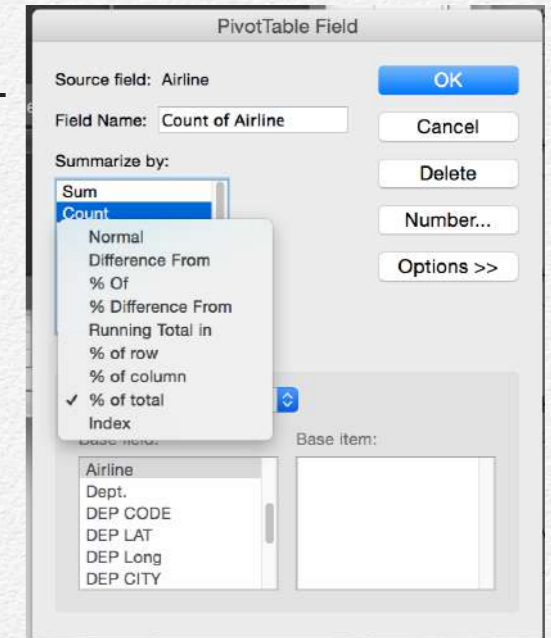 PivotTable Field
Source field: Airline
OK
Field Name: Count of Airline
Cancel
Summarize by:
Delete
Sum
Count
Number...
Normal
Difference From
Options >>
% Of
% Difference From
Running Total in
% of row
% of column
✓ % of total
Index
Base field:
Base item:
Airline
Dept.
DEP CODE
DEP LAT
DEP Long
DEP CITY